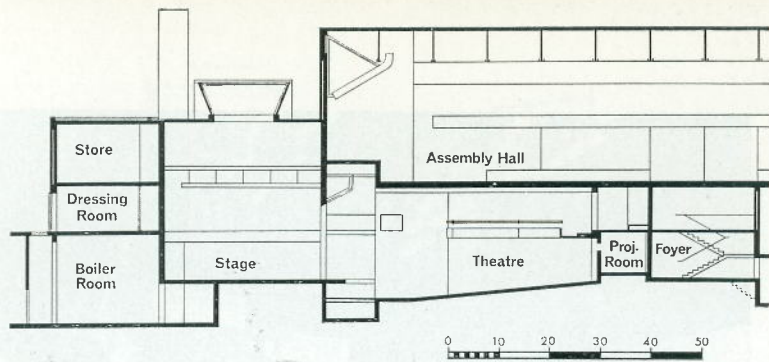 Store
Assembly Hall
Dressing
Room
Boiler
Room
Stage
Theatre
Proj.
Room
Foyer
0 10 20 30 40 50